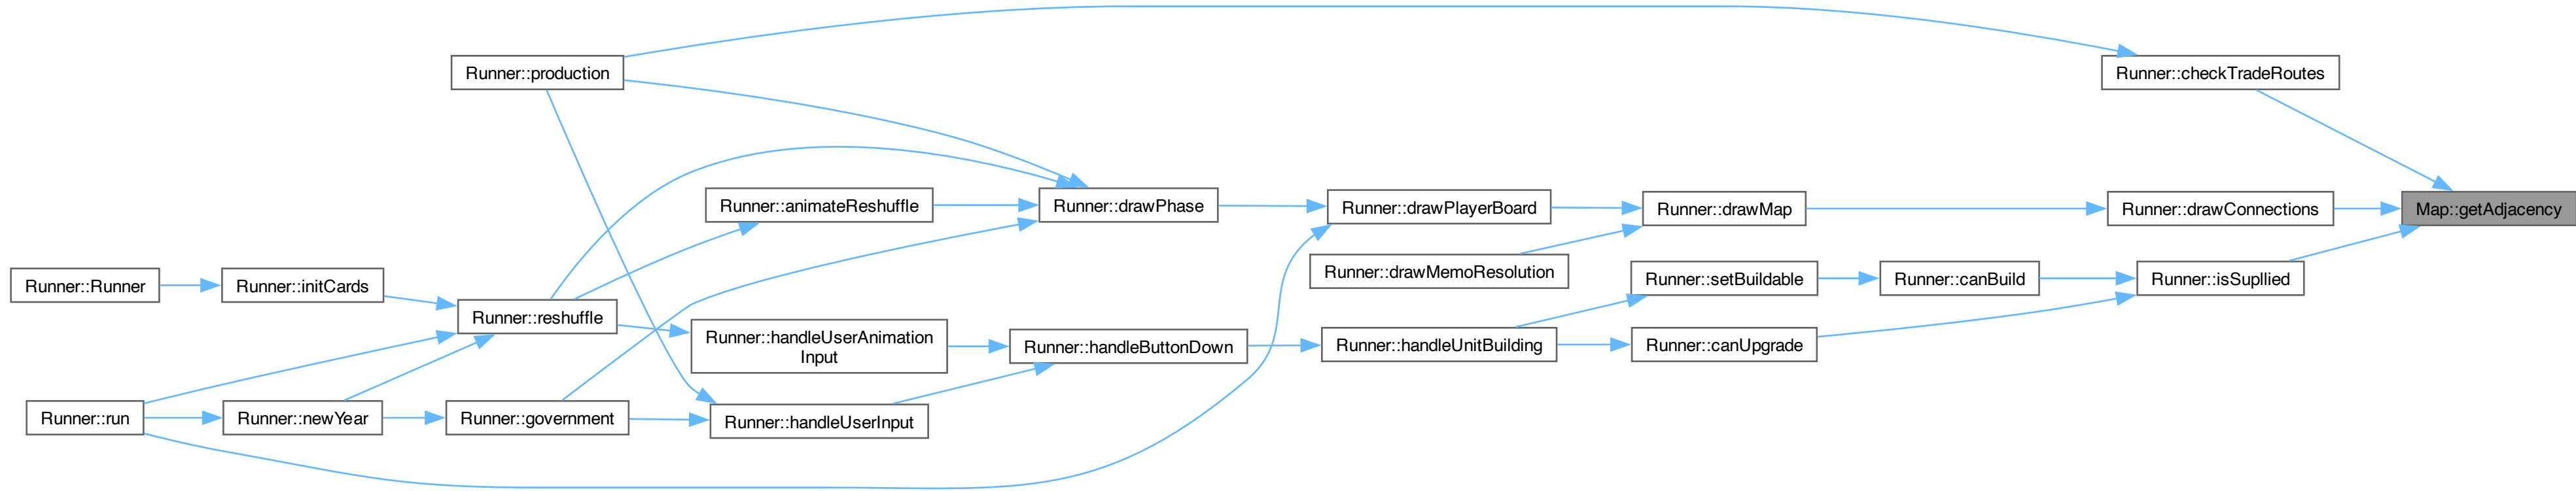 Runner::production
Runner::checkTradeRoutes
Runner::animateReshuffle
Runner::drawPhase
Runner::drawPlayerBoard
Runner::drawMap
Runner::drawConnections
Map::getAdjacency
Runner::drawMemoResolution
Runner::setBuildable
Runner::canBuild
Runner::isSupllied
Runner::Runner
Runner::initCards
Runner::reshuffle
Runner::handleUserAnimation
Input
Runner::handleButtonDown
Runner::handleUnitBuilding
Runner::canUpgrade
Runner::run
Runner::newYear
Runner::government
Runner::handleUserInput